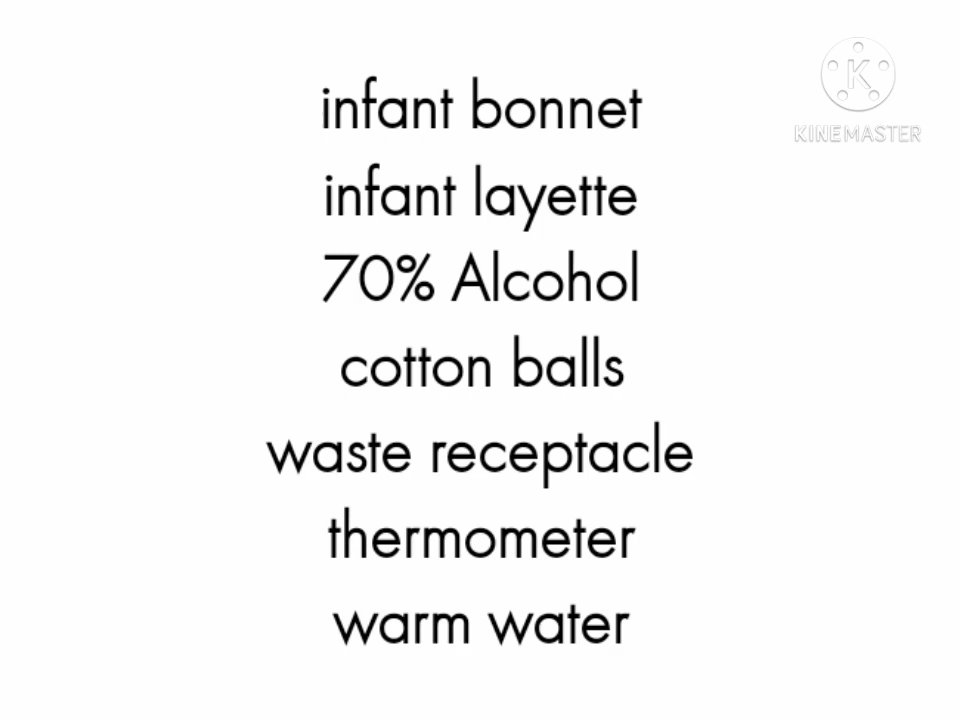 infant bonnet
infant layette
70% Alcohol
cotton balls
waste receptacle
thermometer
warm water
K
KINEMASTER